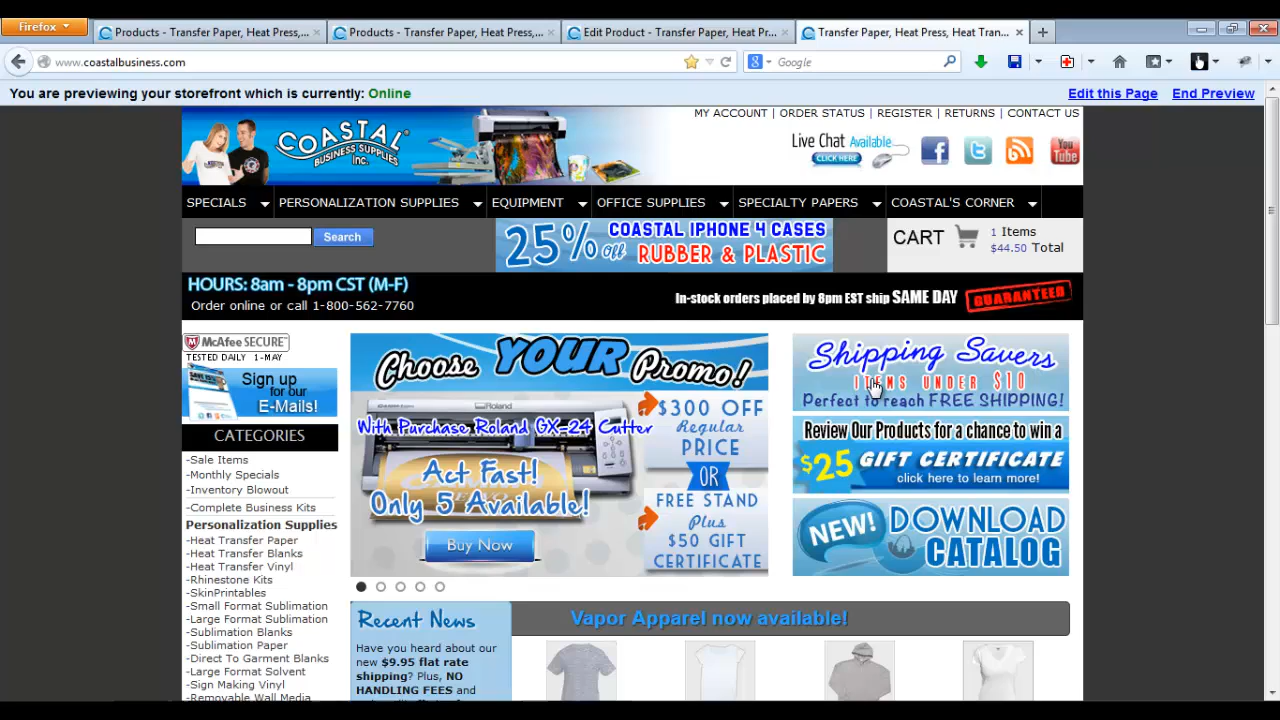 Firefox
Products - Transfer Paper, Heat Press,...
Products - Transfer Paper, Heat Press,...
Edit Product - Transfer Paper, Heat Pr...
Transfer Paper, Heat Press, Heat Tran...
www.coastalbusiness.com
Google
You are previewing your storefront which is currently: Online
Edit this Page
End Preview
MY ACCOUNT | ORDER STATUS | REGISTER | RETURNS | CONTACT US
COASTAL
BUSINESS SUPPLIES
INC.
Live Chat Available
CLICK HERE
You
Tube
SPECIALS
PERSONALIZATION SUPPLIES
EQUIPMENT
OFFICE SUPPLIES
SPECIALTY PAPERS
COASTAL'S CORNER
Search
25% off
COASTAL IPHONE 4 CASES
RUBBER & PLASTIC
CART
1 Items
$44.50 Total
HOURS: 8am - 8pm CST (M-F)
Order online or call 1-800-562-7760
In-stock orders placed by 8pm EST ship SAME DAY
GUARANTEED
McAfee SECURE™
TESTED DAILY 1-MAY
Sign up
for our
E-Mails!
CATEGORIES
-Sale Items
-Monthly Specials
-Inventory Blowout
-Complete Business Kits
Personalization Supplies
-Heat Transfer Paper
-Heat Transfer Blanks
-Heat Transfer Vinyl
-Rhinestone Kits
-SkinPrintables
-Small Format Sublimation
-Large Format Sublimation
-Sublimation Blanks
-Sublimation Paper
-Direct To Garment Blanks
-Large Format Solvent
-Sign Making Vinyl
-Removable Wall Media
Choose YOUR Promo!
Roland
With Purchase Roland GX-24 Cutter
Act Fast!
Only 5 Available!
Buy Now
$300 OFF
Regular
PRICE
OR
FREE STAND
Plus
$50 GIFT
CERTIFICATE
Shipping Savers
ITEMS UNDER $10
Perfect to reach FREE SHIPPING!
Review Our Products for a chance to win a
$25 GIFT CERTIFICATE
click here to learn more!
NEW!
DOWNLOAD
CATALOG
Recent News
Have you heard about our
new $9.95 flat rate
shipping? Plus, NO
HANDLING FEES and
Vapor Apparel now available!